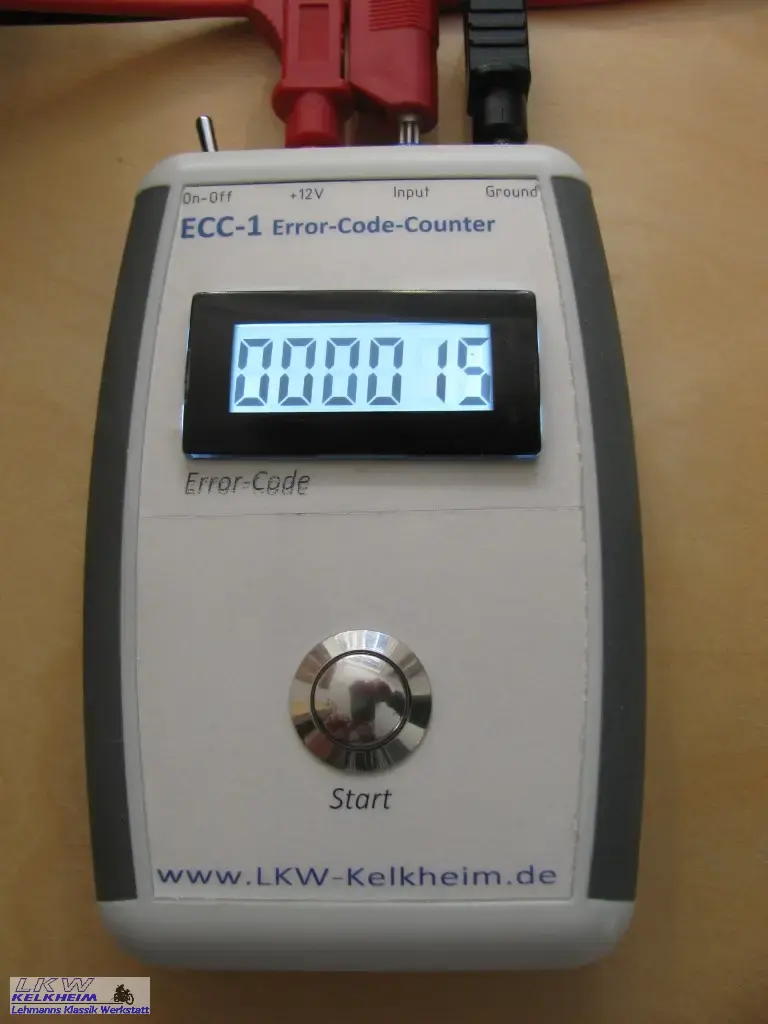 On-Off +12V Input Ground
ECC-1 Error-Code-Counter
000015
Error-Code
Start
www.LKW-Kelkheim.de
LKW
KELKHEIM
Lehmanns Klassik Werkstatt